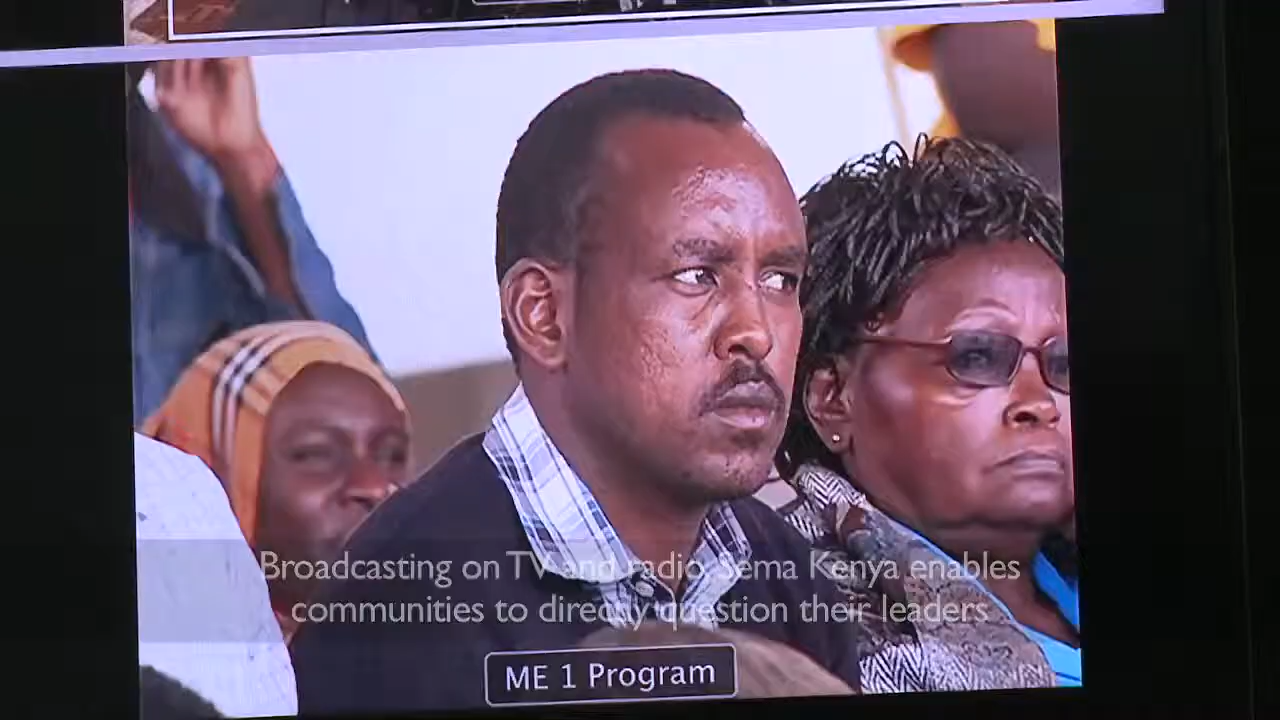 Broadcasting on TV and radio Sema Kenya enables
communities to directly question their leaders
ME 1 Program